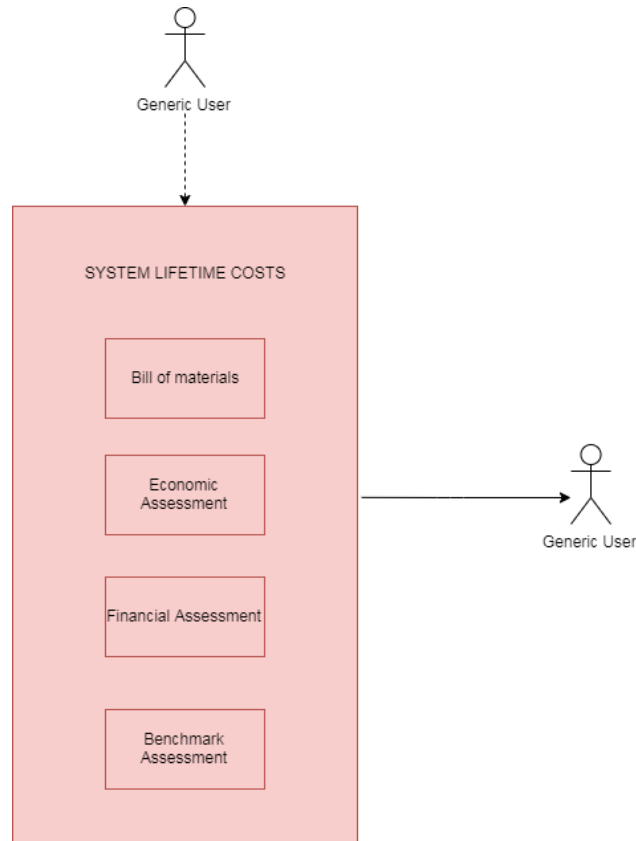 Generic User
SYSTEM LIFETIME COSTS
Bill of materials
Economic
Assessment
Generic User
Financial Assessment
Benchmark
Assessment